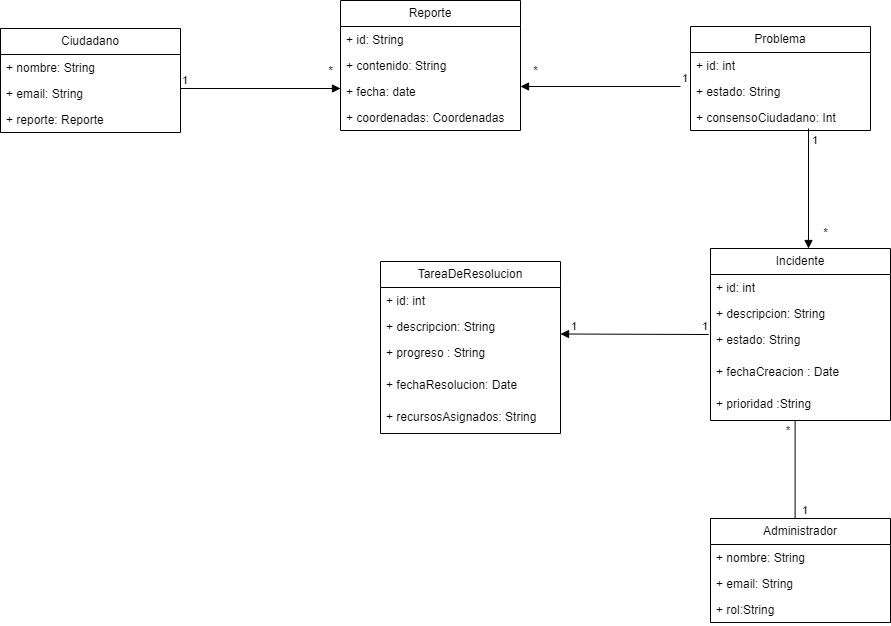 Ciudadano
+ nombre: String
+ email: String
+ reporte: Reporte
1
*
Reporte
+ id: String
+ contenido: String
+ fecha: date
+ coordenadas: Coordenadas
*
1
Problema
+ id: int
+ estado: String
+ consensoCiudadano: Int
1
*
TareaDeResolucion
+ id: int
+ descripcion: String
+ progreso : String
+ fechaResolucion: Date
+ recursosAsignados: String
1
1
Incidente
+ id: int
+ descripcion: String
+ estado: String
+ fechaCreacion : Date
+ prioridad :String
*
1
Administrador
+ nombre: String
+ email: String
+ rol:String